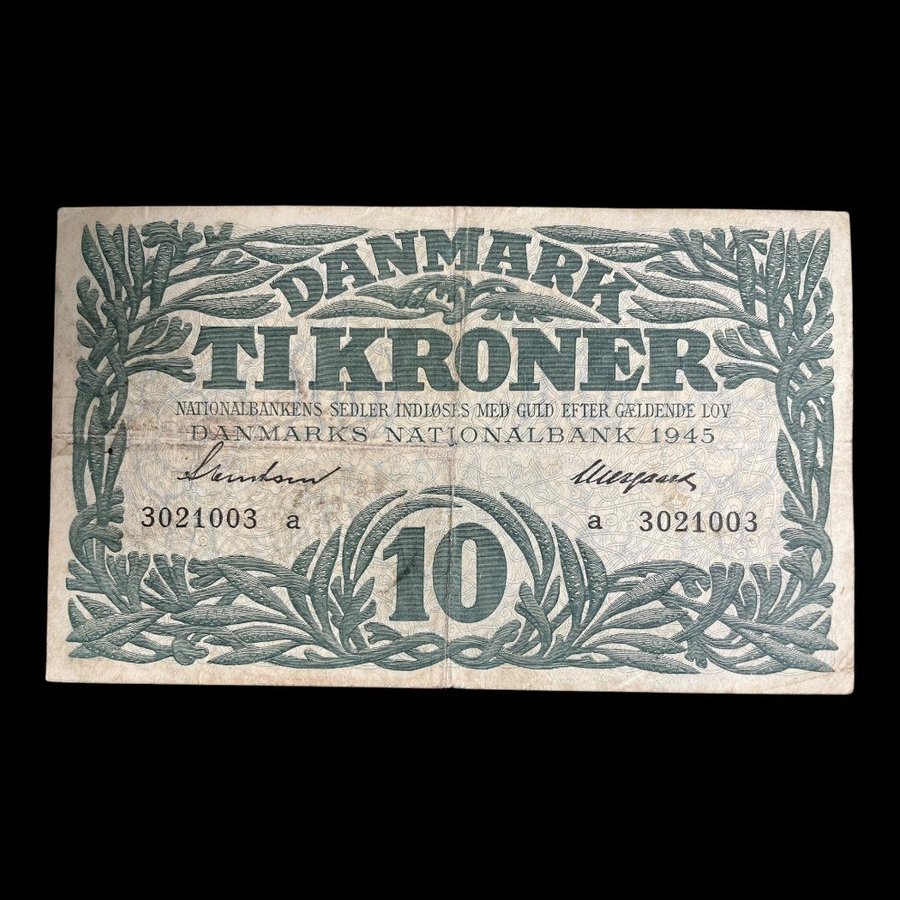 DANMARK
TI KRONER
NATIONALBANKENS SEDLER INDLØSES MED GULD EFTER GÆLDENDE LOV
DANMARKS NATIONALBANK 1945
3021003 a a 3021003
10